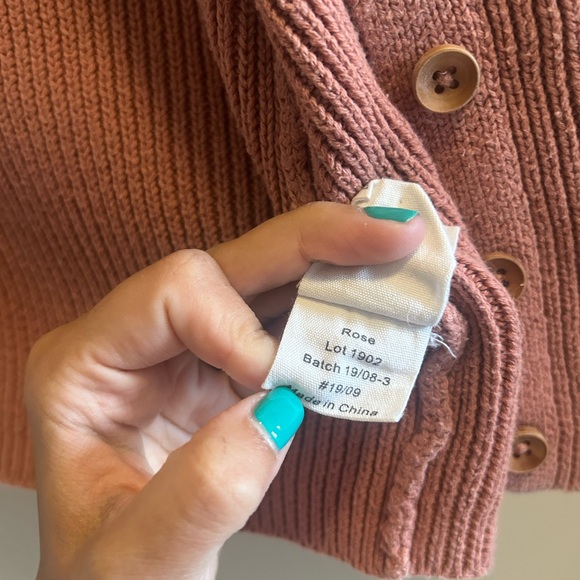 Rose
Lot 1902
Batch 19/08-3
#19/09
Made in China